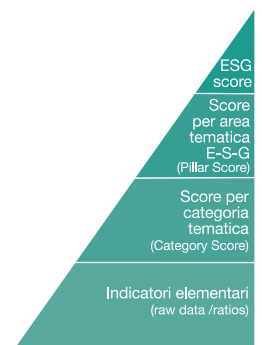 ESG
score
Score
per area
tematica
E-S-G
(Pillar Score)
Score per
categoria
tematica
(Category Score)
Indicatori elementari
(raw data /ratios)